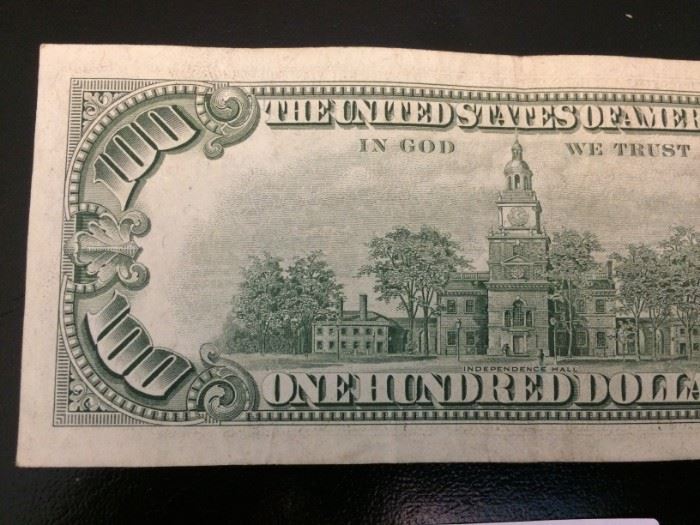 100
THE UNITED STATES OF AMER
IN GOD WE TRUST
100
INDEPENDENCE HALL
ONE HUNDRED DOLLA